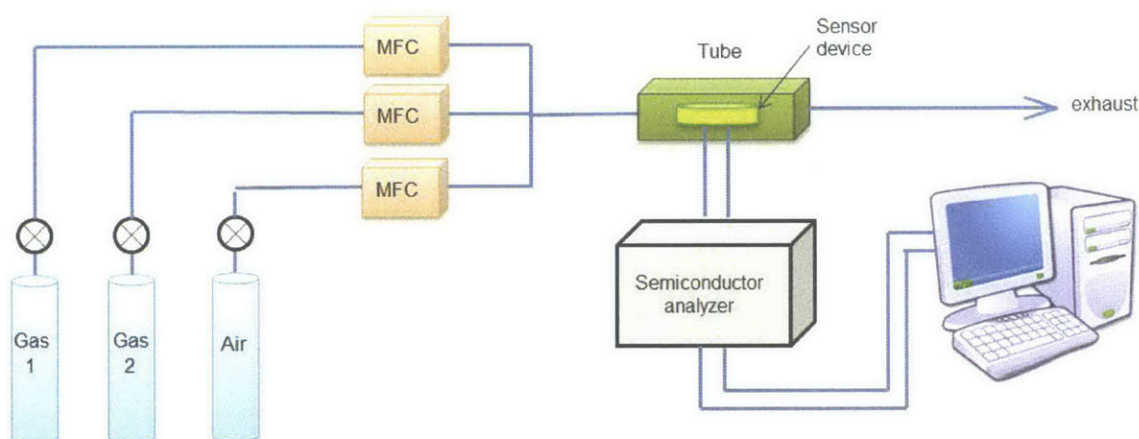 MFC
MFC
MFC
Tube
Sensor
device
exhaust
Gas
1
Gas
2
Air
Semiconductor
analyzer